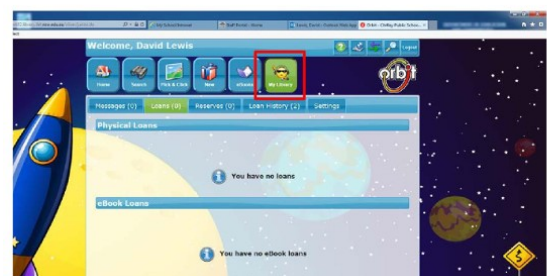 Welcome, David Lewis
Logout
Home
Search
Pick & Click
New
eBooks
My Library
orbit
Messages (0)
Loans (0)
Reserves (0)
Loan History (2)
Settings
Physical Loans
You have no loans
eBook Loans
You have no eBook loans